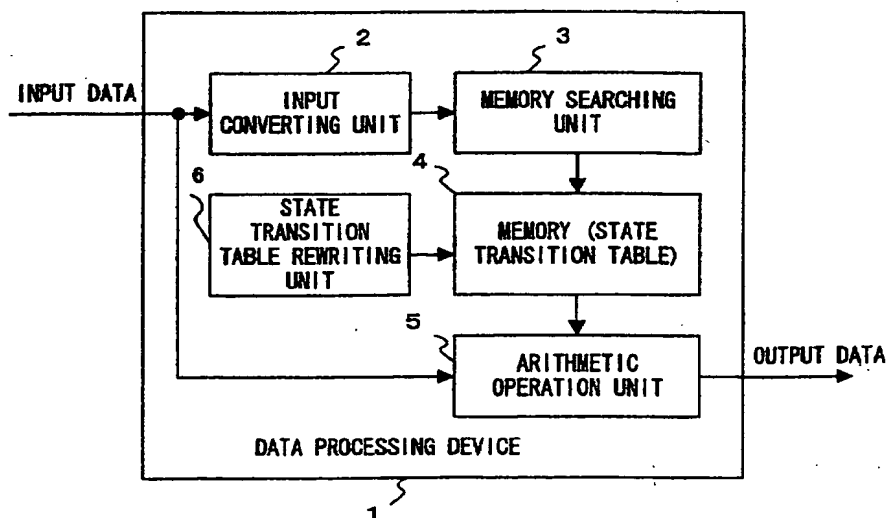 2
3
INPUT DATA
INPUT
CONVERTING UNIT
MEMORY SEARCHING
UNIT
6
4
STATE
TRANSITION
TABLE REWRITING
UNIT
MEMORY (STATE
TRANSITION TABLE)
5
ARITHMETIC
OPERATION UNIT
OUTPUT DATA
DATA PROCESSING DEVICE
1